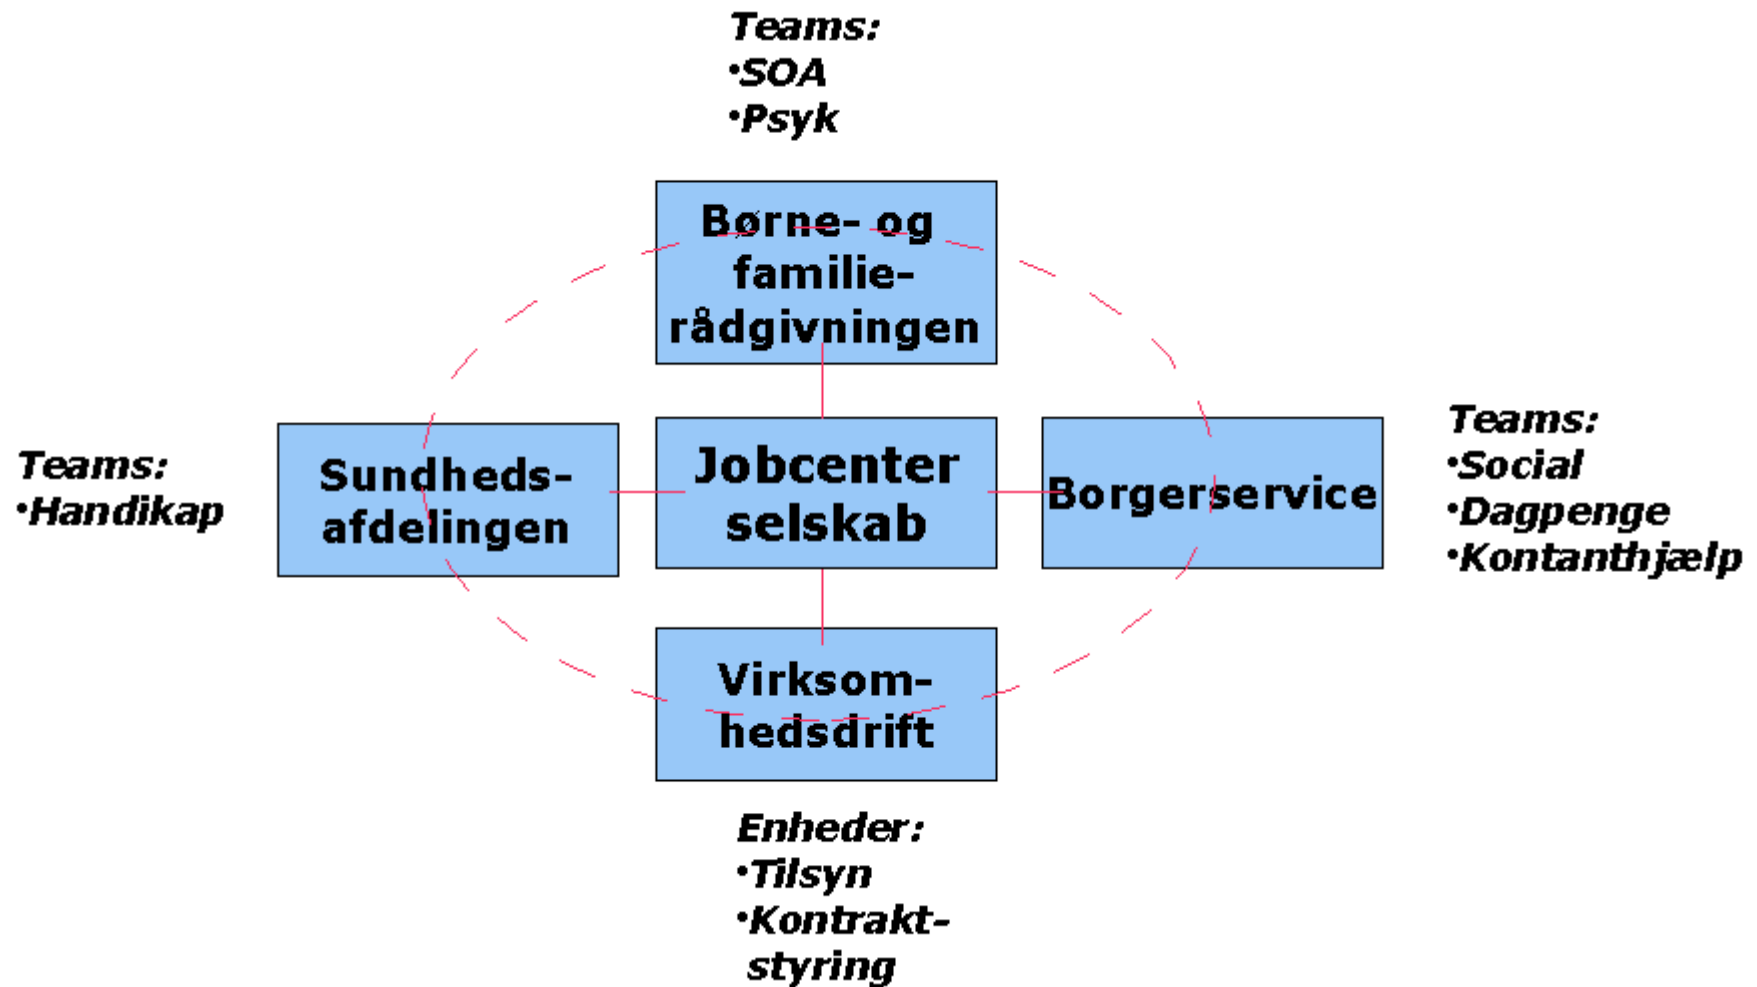 Teams:
•SOA
•Psyk
Børne- og
familie-
rådgivningen
Teams:
•Handikap
Sundheds-
afdelingen
Jobcenter
selskab
Borgerservice
Teams:
•Social
•Dagpenge
•Kontanthjælp
Virksom-
hedsdrift
Enheder:
•Tilsyn
•Kontrakt-
styring